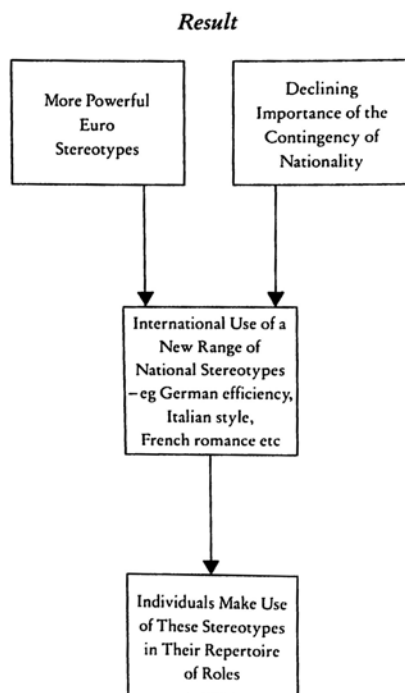 Result
More Powerful
Euro
Stereotypes
Declining
Importance of the
Contingency of
Nationality
International Use of a
New Range of
National Stereotypes
–eg German efficiency,
Italian style,
French romance etc
Individuals Make Use
of These Stereotypes
in Their Repertoire
of Roles